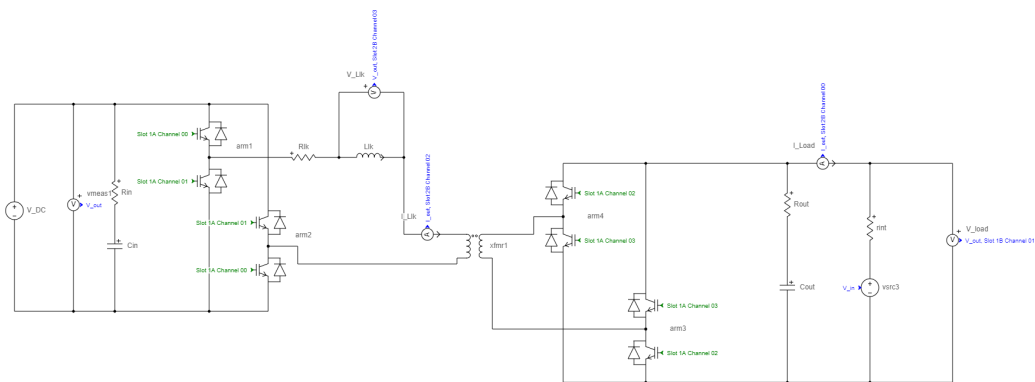 V_out, Slot 2B Channel 03
V_Llk
Slot 1A Channel 00
arm1
Slot 1A Channel 01
Rlk
Llk
V_DC
vmeas1
V_out
Rin
Cin
Slot 1A Channel 01
arm2
Slot 1A Channel 00
I_out, Slot 2B Channel 02
I_Llk
xfmr1
Slot 1A Channel 02
arm4
Slot 1A Channel 03
Slot 1A Channel 03
arm3
Slot 1A Channel 02
I_out, Slot 2B Channel 00
I_Load
Rout
Cout
rint
V_in
vsrc3
V_load
V_out, Slot 1B Channel 01